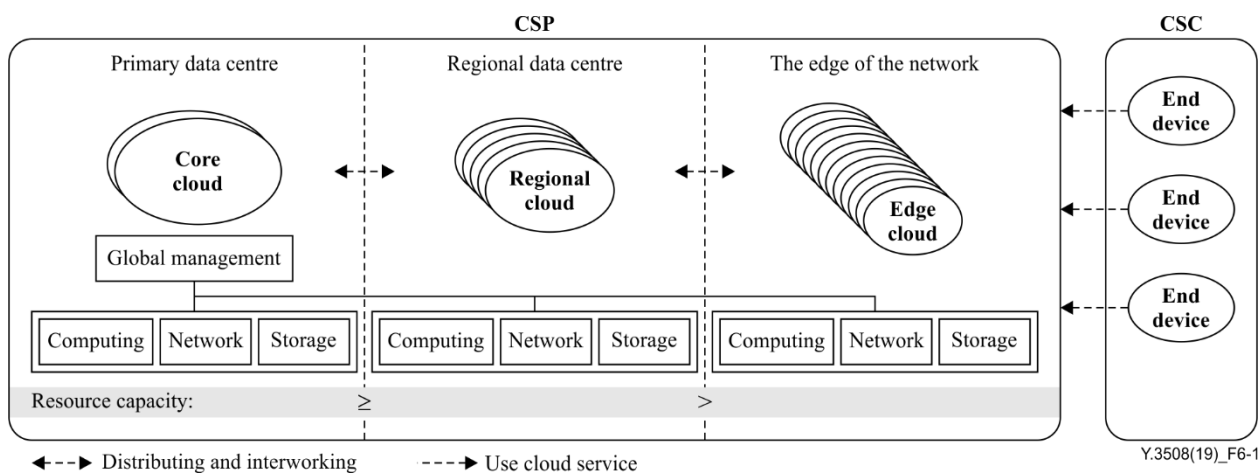 CSP
CSC
Primary data centre
Regional data centre
The edge of the network
Core
cloud
Regional
cloud
Edge
cloud
End
device
End
device
End
device
Global management
Computing
Network
Storage
Computing
Network
Storage
Computing
Network
Storage
Resource capacity:
≥
>
Distributing and interworking
Use cloud service
Y.3508(19)_F6-1